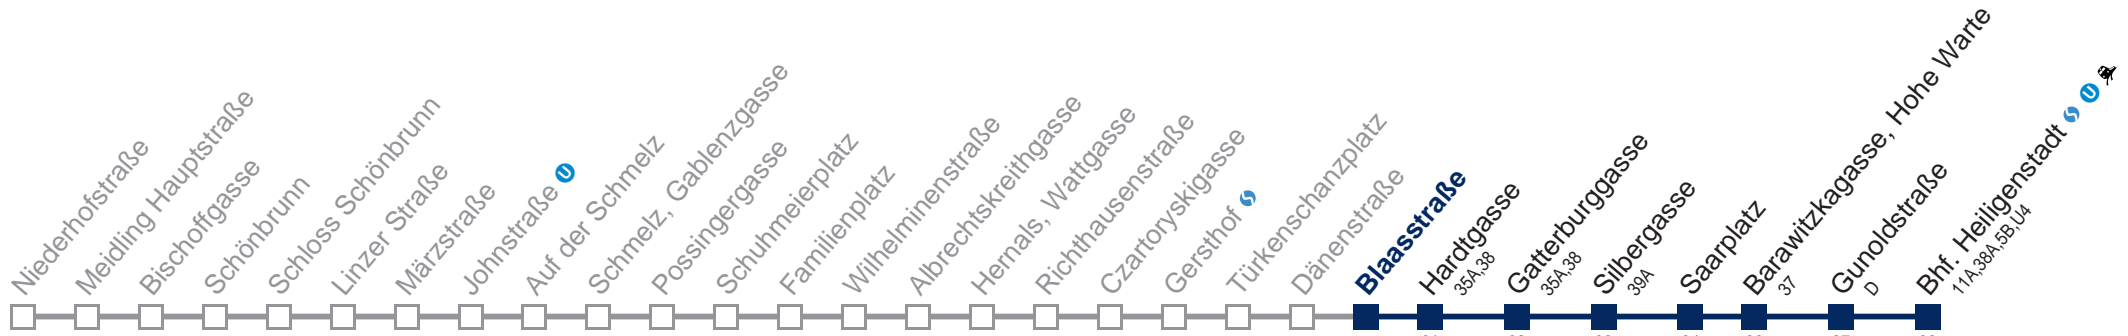 Niederhofstraße
Meidling Hauptstraße
Bischoffgasse
Schönbrunn
Schloss Schönbrunn
Linzer Straße
Märzstraße
Johnstraße U
Auf der Schmelz
Schmelz, Gablenzgasse
Possingergasse
Schuhmeierplatz
Familienplatz
Wilhelminenstraße
Albrechtskreithgasse
Hernals, Wattgasse
Richthausenstraße
Czartoryskigasse
Gersthof S
Türkenschanzplatz
Dänenstraße
Blaasstraße
Hardtgasse
35A,38
Gatterburggasse
35A,38
Silbergasse
39A
Saarplatz
Barawitzkagasse, Hohe Warte
37
Gunoldstraße
D
Bhf. Heiligenstadt S U
11A,38A,5B,U4